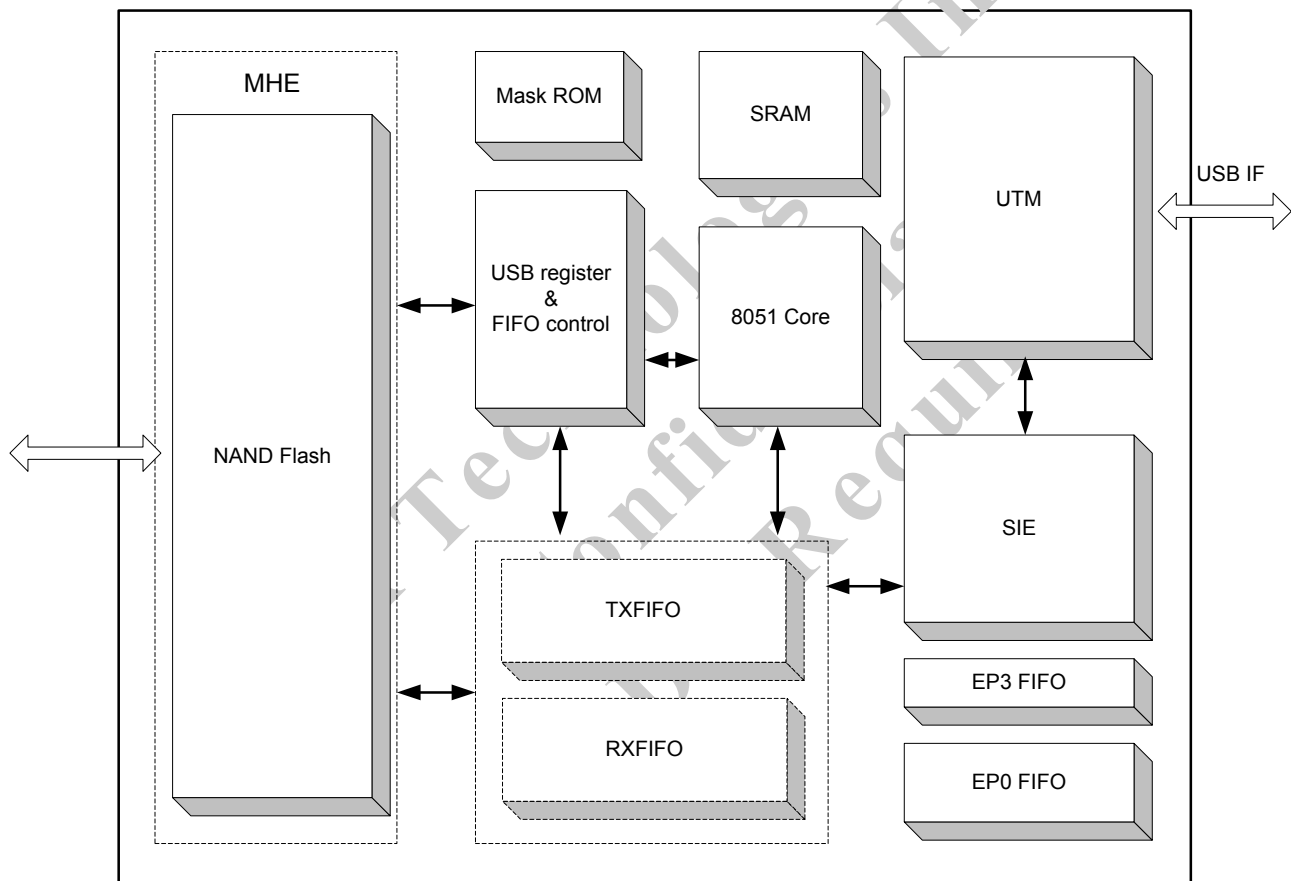 MHE
NAND Flash
Mask ROM
SRAM
UTM
USB IF
USB register
&
FIFO control
8051 Core
SIE
TXFIFO
RXFIFO
EP3 FIFO
EP0 FIFO